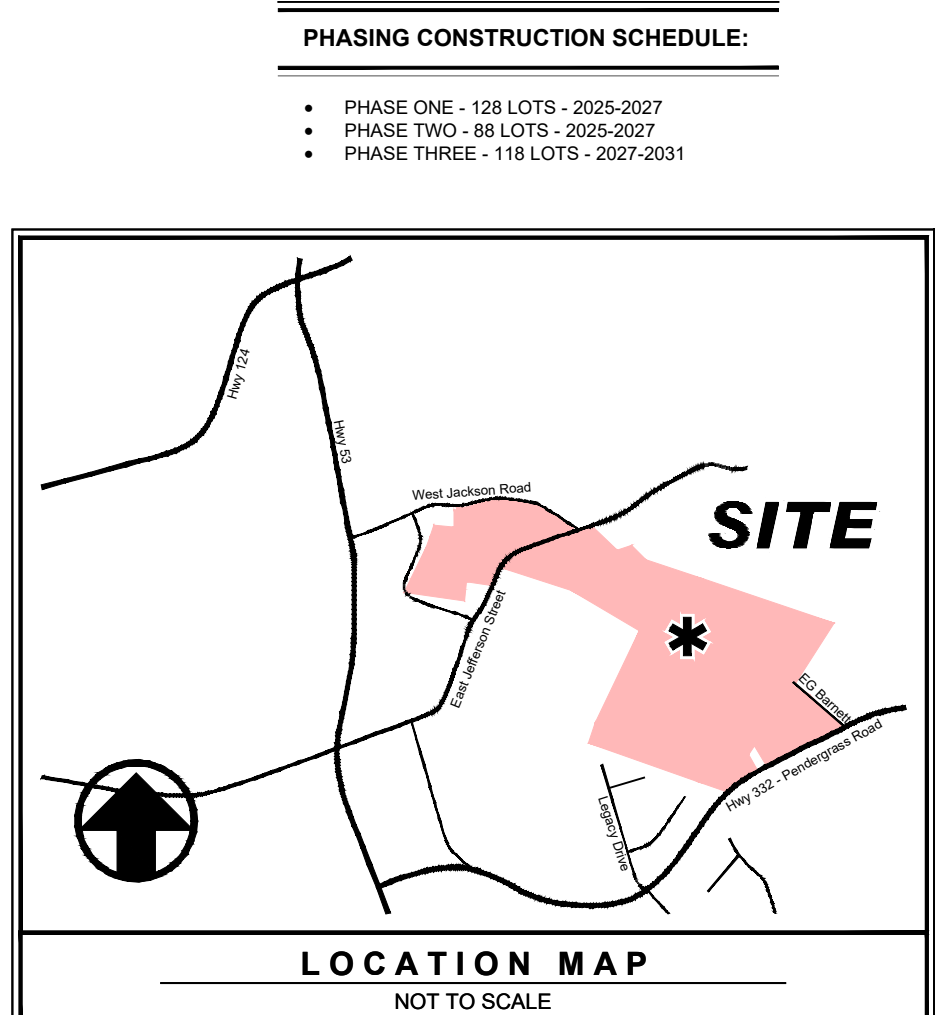 PHASING CONSTRUCTION SCHEDULE:
• PHASE ONE - 128 LOTS - 2025-2027
• PHASE TWO - 88 LOTS - 2025-2027
• PHASE THREE - 118 LOTS - 2027-2031
Hwy 124
Hwy 53
West Jackson Road
SITE
East Jefferson Street
EG Barnett
Hwy 332 - Pendergrass Road
Legacy Drive
LOCATION MAP
NOT TO SCALE